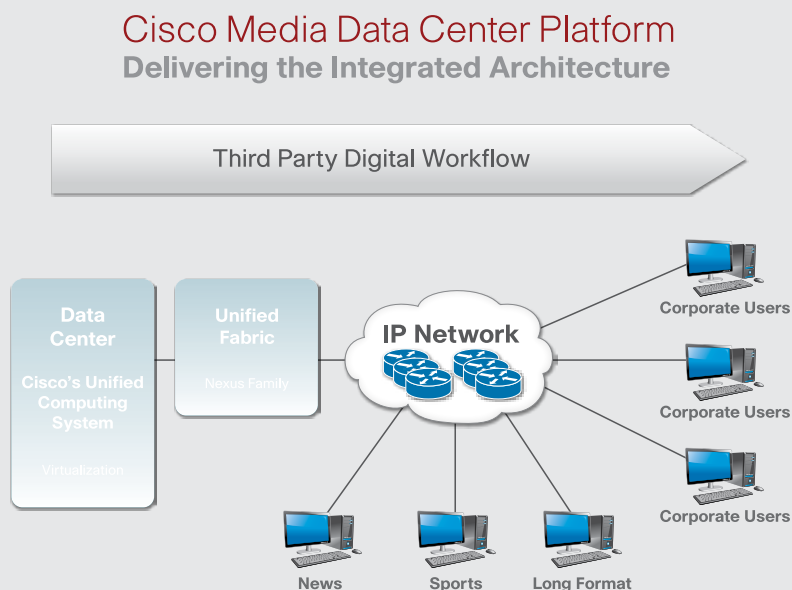 Cisco Media Data Center Platform
Delivering the Integrated Architecture
Third Party Digital Workflow
Data
Center
Cisco's Unified
Computing
System
Virtualization
Unified
Fabric
Nexus Family
IP Network
Corporate Users
Corporate Users
Corporate Users
News
Sports
Long Format